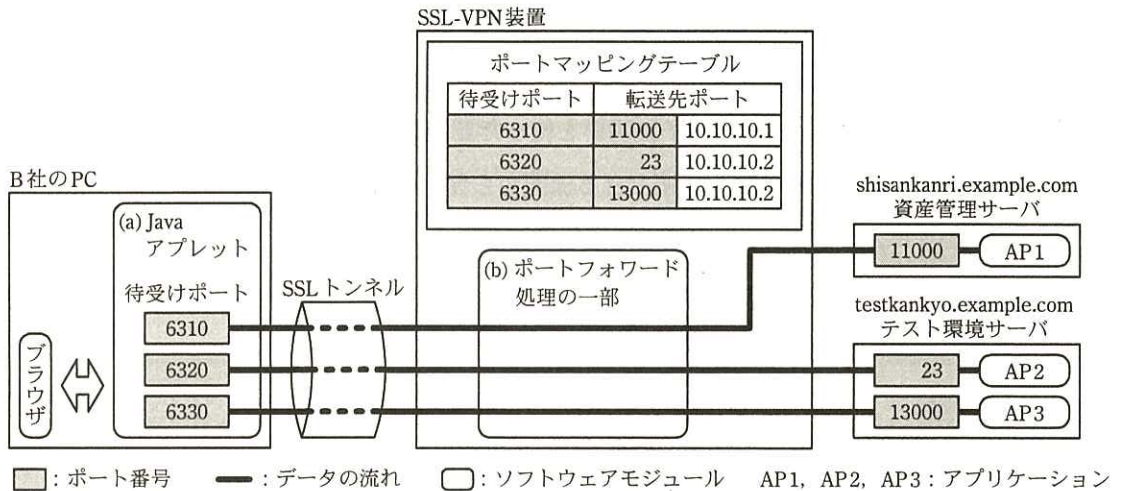 SSL-VPN装置
ポートマッピングテーブル
待受けポート 転送先ポート
6310 11000 10.10.10.1
6320 23 10.10.10.2
6330 13000 10.10.10.2
B社のPC
(a) Java
アプレット
待受けポート
6310
6320
6330
ブラウザ
SSLトンネル
(b) ポートフォワード
処理の一部
shisankanri.example.com
資産管理サーバ
11000 AP1
testkankyo.example.com
テスト環境サーバ
23 AP2
13000 AP3
：ポート番号 ：データの流れ ：ソフトウェアモジュール AP1，AP2，AP3：アプリケーション